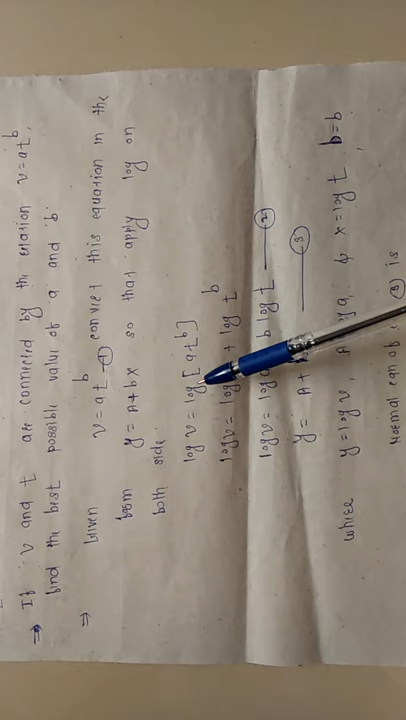 ⇒ If v and t are connected by the relation v = at^b,
find the best possible value of a and b.
⇒ Given v = at^b —① convert this equation in the
form y = A + bx so that apply log on
both side.
log v = log [a.t^b]
log v = log + log t^b
log v = log b log t —②
y = A + —③
where y = log v, A g a, & x = log t, b = b
Normal eqn of ③ is